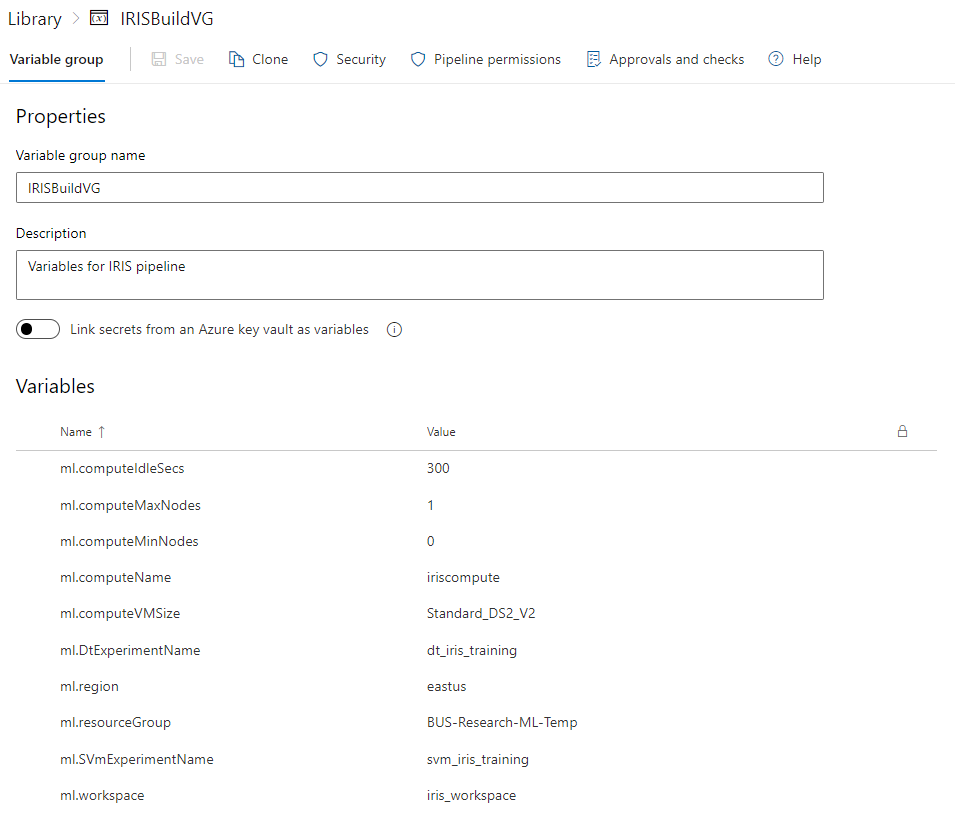 Library > IRISBuildVG
Variable group Save Clone Security Pipeline permissions Approvals and checks Help
Properties
Variable group name
IRISBuildVG
Description
Variables for IRIS pipeline
Link secrets from an Azure key vault as variables
Variables
Name ↑ Value
ml.computeIdleSecs 300
ml.computeMaxNodes 1
ml.computeMinNodes 0
ml.computeName iriscompute
ml.computeVMSize Standard_DS2_V2
ml.DtExperimentName dt_iris_training
ml.region eastus
ml.resourceGroup BUS-Research-ML-Temp
ml.SVmExperimentName svm_iris_training
ml.workspace iris_workspace